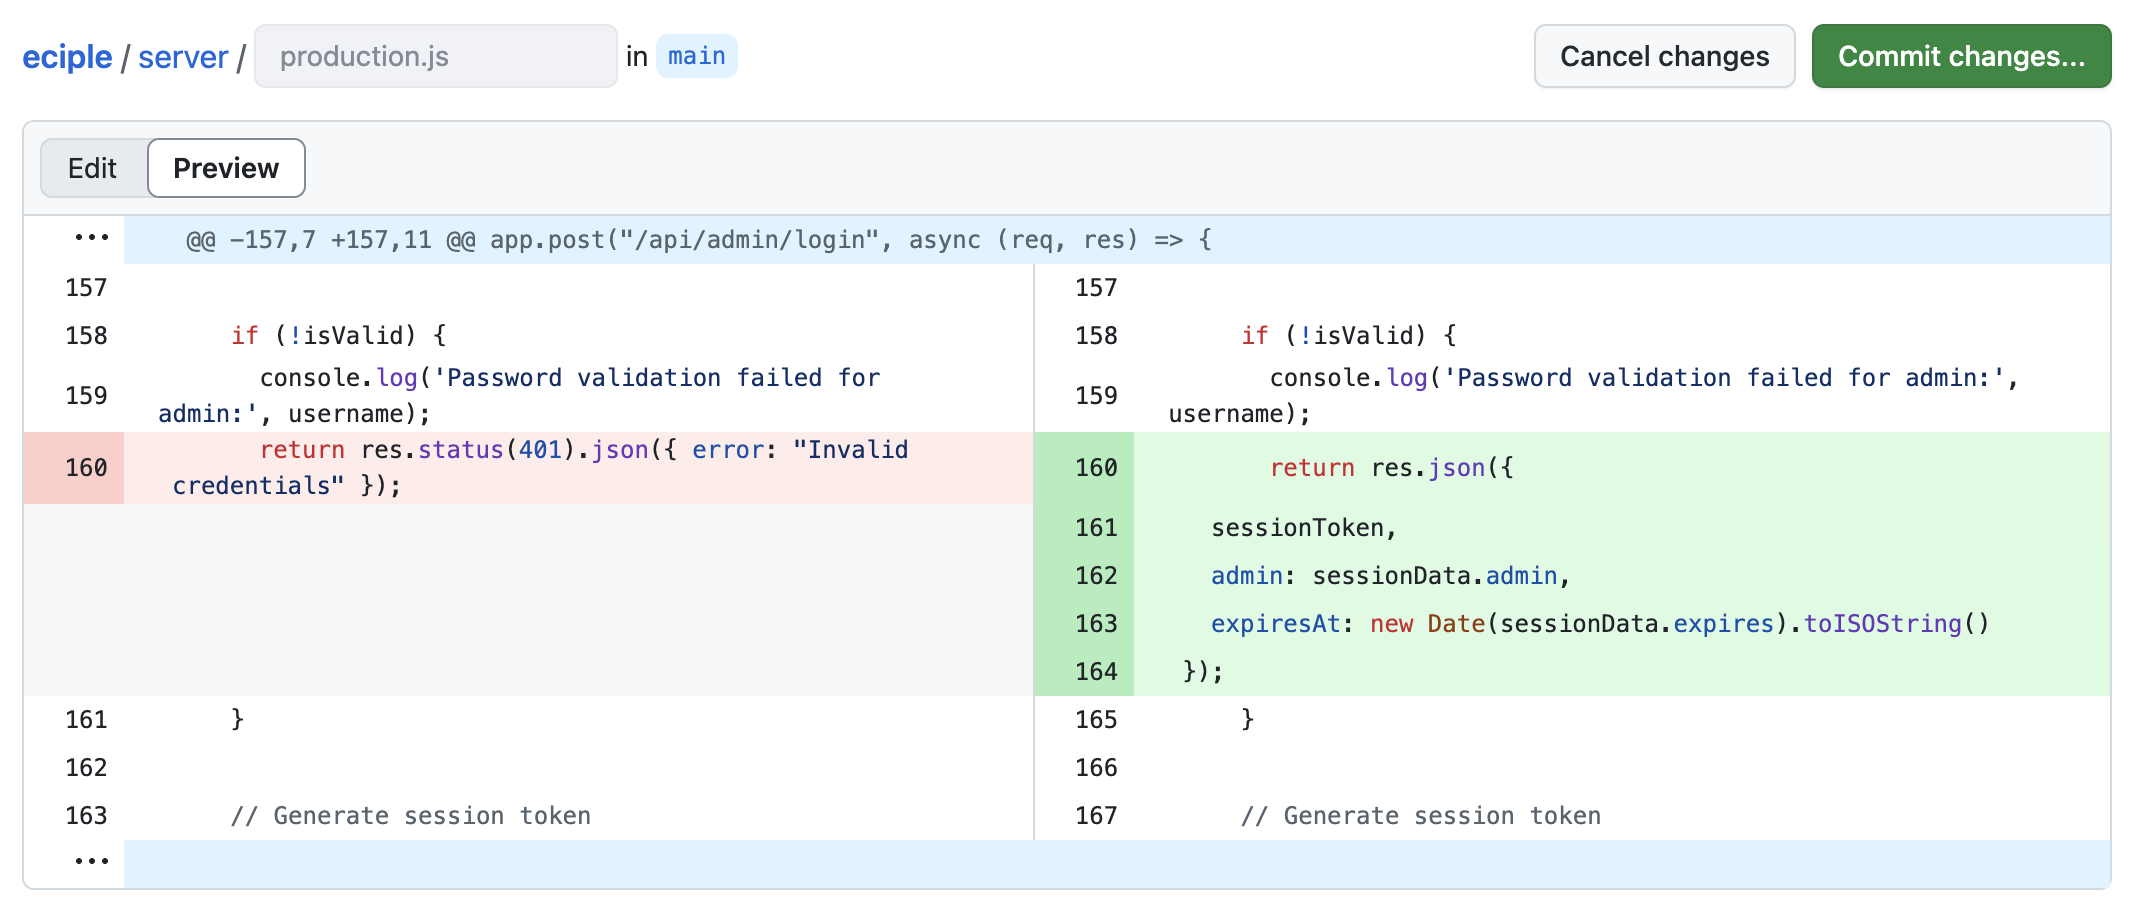 eciple / server / production.js in main Cancel changes Commit changes...
Edit Preview
... @@ -157,7 +157,11 @@ app.post("/api/admin/login", async (req, res) => {
157
158 if (!isValid) {
159 console.log('Password validation failed for
admin:', username);
160 return res.status(401).json({ error: "Invalid
credentials" });
161 }
162
163 // Generate session token
...
157
158 if (!isValid) {
159 console.log('Password validation failed for admin:',
username);
160 return res.json({
161 sessionToken,
162 admin: sessionData.admin,
163 expiresAt: new Date(sessionData.expires).toISOString()
164 });
165 }
166
167 // Generate session token